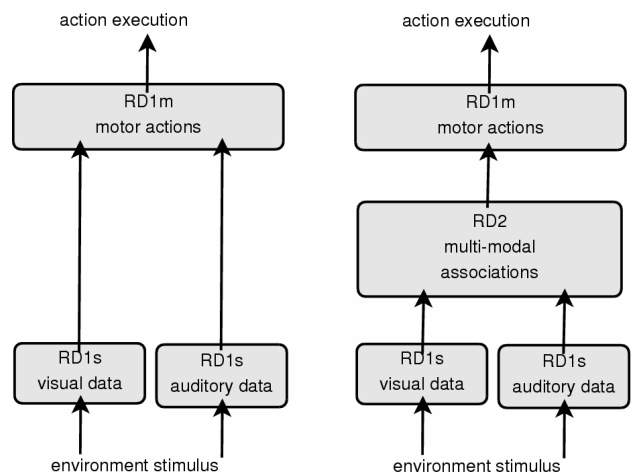 action execution
RD1m
motor actions
RD1s
visual data
RD1s
auditory data
environment stimulus
action execution
RD1m
motor actions
RD2
multi-modal
associations
RD1s
visual data
RD1s
auditory data
environment stimulus